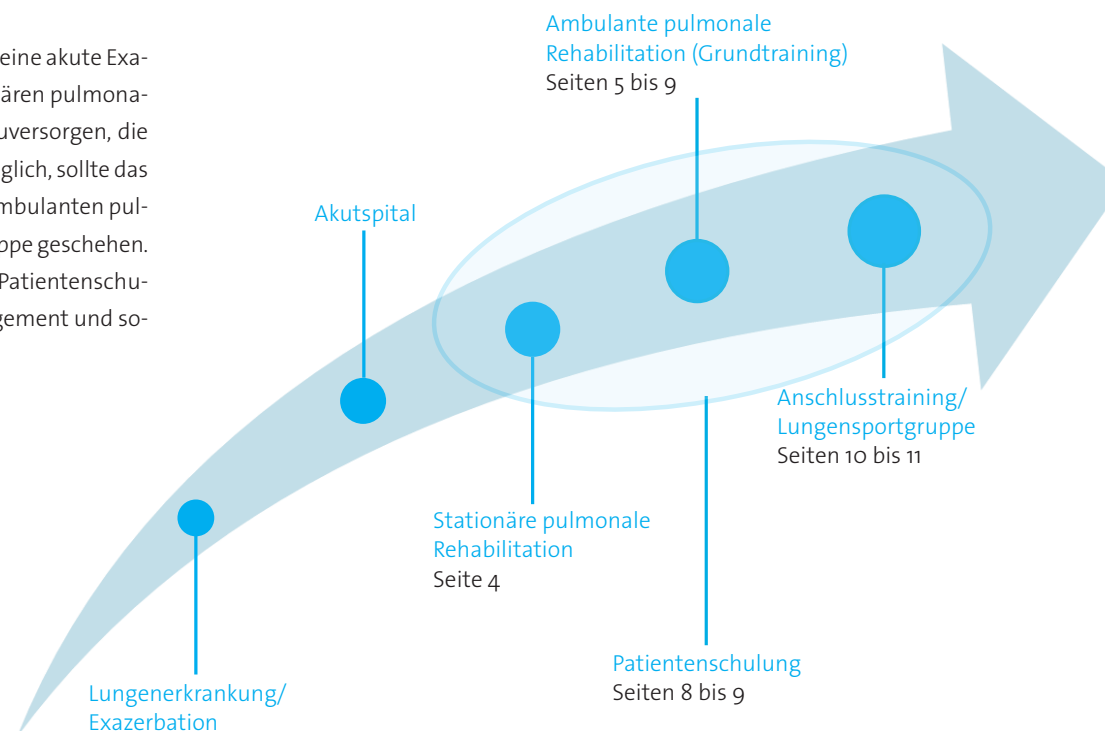 eine akute Exa-
ären pulmona-
uversorgen, die
glich, sollte das
mbulanten pul-
ppe geschehen.
Patientenschu-
gement und so-
Ambulante pulmonale
Rehabilitation (Grundtraining)
Seiten 5 bis 9
Akutspital
Anschlusstraining/
Lungensportgruppe
Seiten 10 bis 11
Stationäre pulmonale
Rehabilitation
Seite 4
Patientenschulung
Seiten 8 bis 9
Lungenerkrankung/
Exazerbation